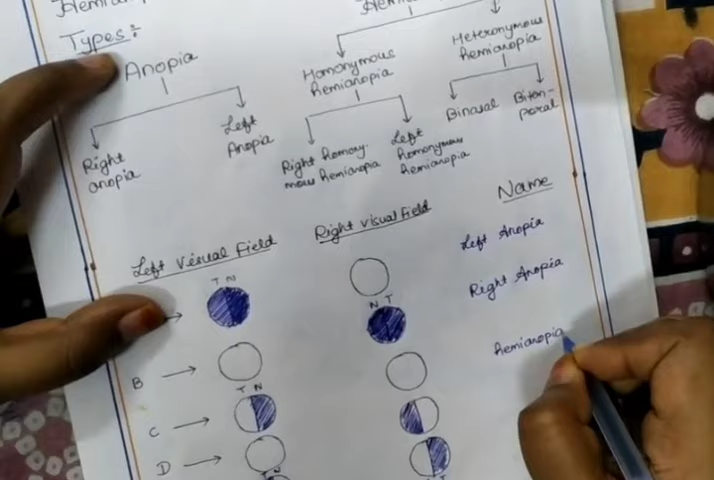 Types:
Anopia
Right
anopia
Left
Anopia
Homonymous
hemianopia
Right homony-
mous hemianopia
Left
homonymous
hemianopia
Heteronymous
hemianopia
Binasal
Bitem-
poral
Left Visual Field
Right Visual Field
Name
T N
Left Anopia
N T
Right Anopia
B
T N
hemianopia
C
D